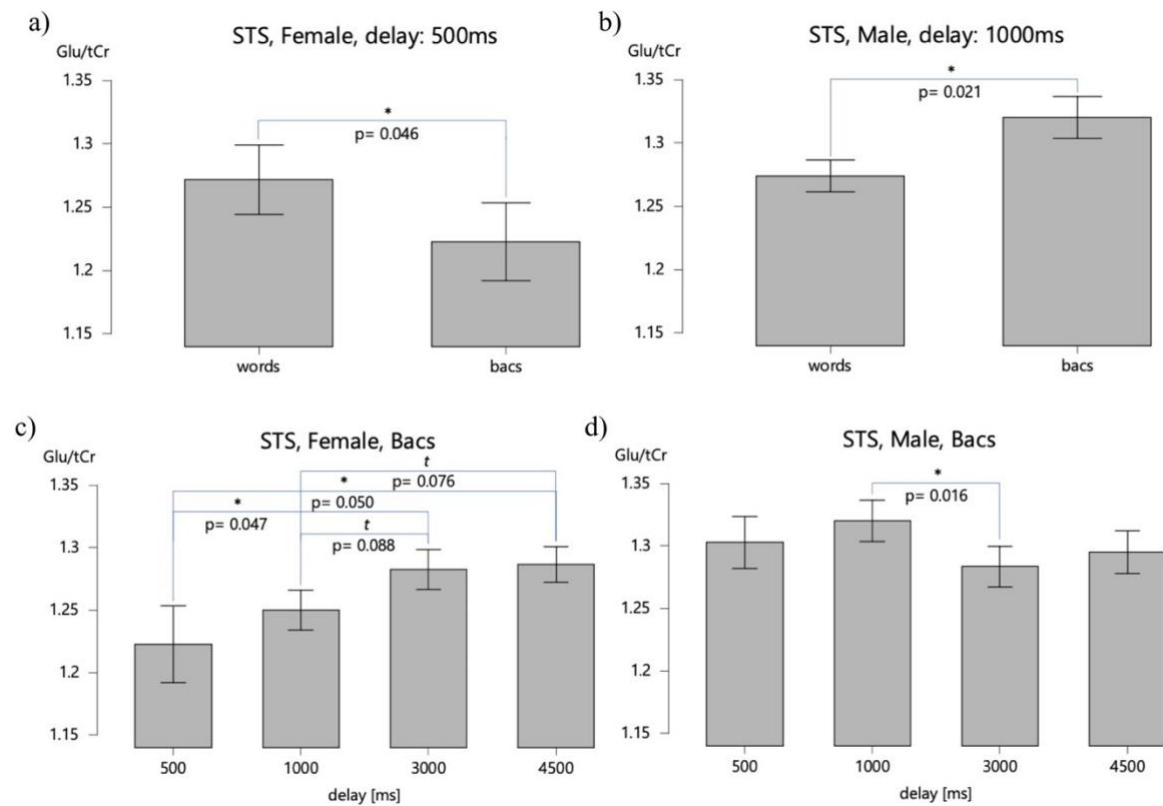 a)
STS, Female, delay: 500ms
Glu/tCr
1.35
1.3
1.25
1.2
1.15
*
p= 0.046
words
bacs
b)
STS, Male, delay: 1000ms
Glu/tCr
1.35
1.3
1.25
1.2
1.15
*
p= 0.021
words
bacs
c)
STS, Female, Bacs
Glu/tCr
1.35
1.3
1.25
1.2
1.15
t
p= 0.076
*
p= 0.050
*
p= 0.047
t
p= 0.088
500
1000
3000
4500
delay [ms]
d)
STS, Male, Bacs
Glu/tCr
1.35
1.3
1.25
1.2
1.15
*
p= 0.016
500
1000
3000
4500
delay [ms]